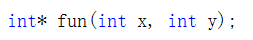 int* fun(int x, int y);